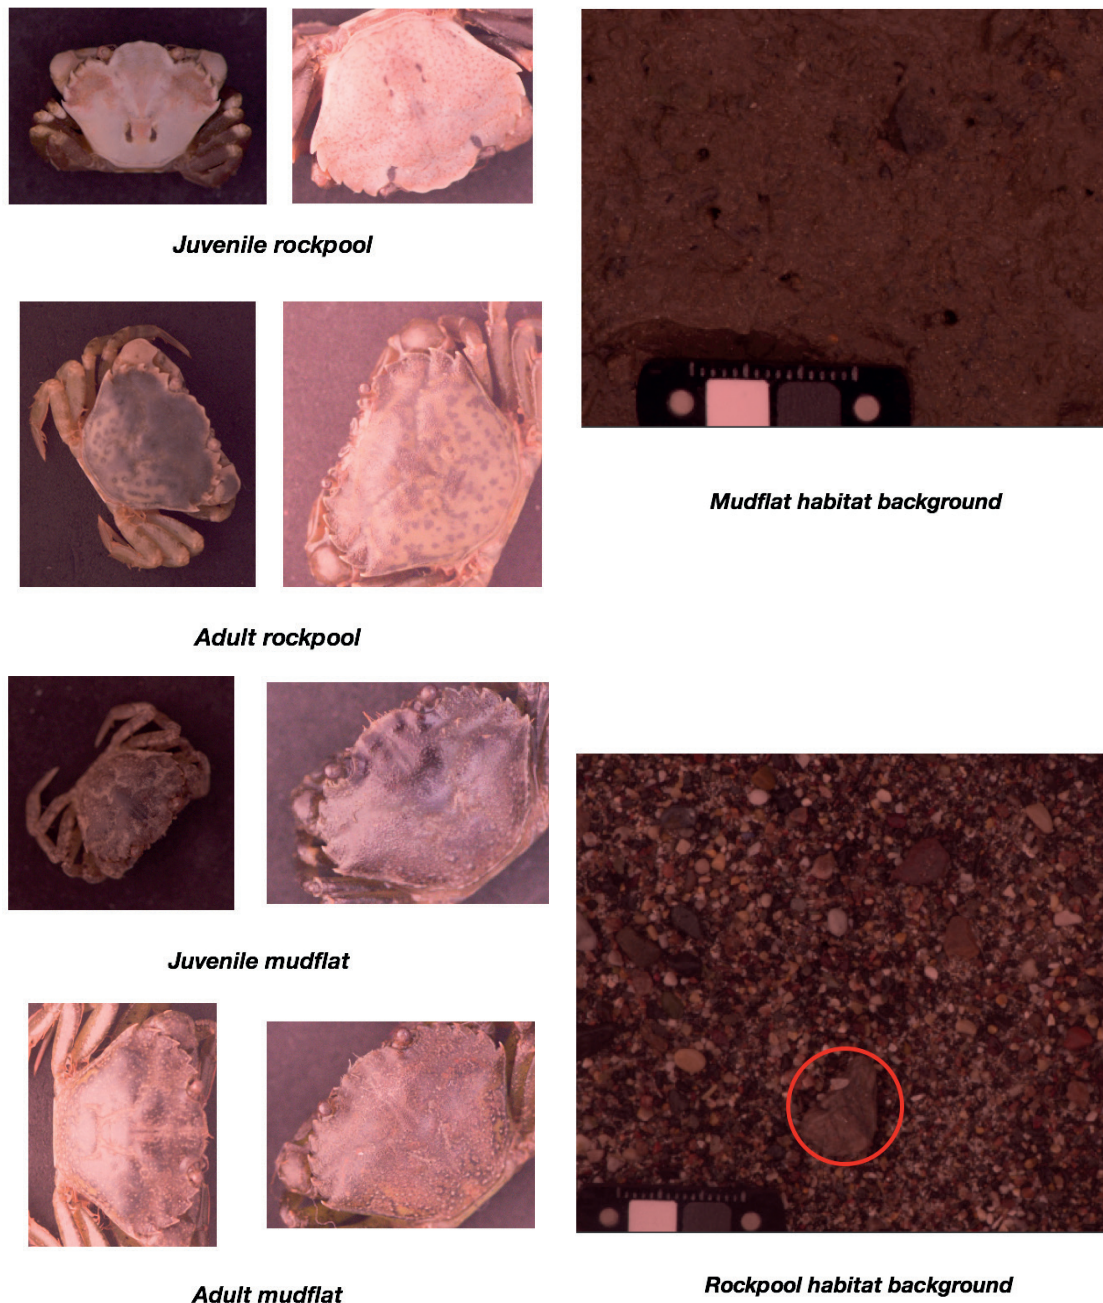 Juvenile rockpool
Adult rockpool
Mudflat habitat background
Juvenile mudflat
Adult mudflat
Rockpool habitat background